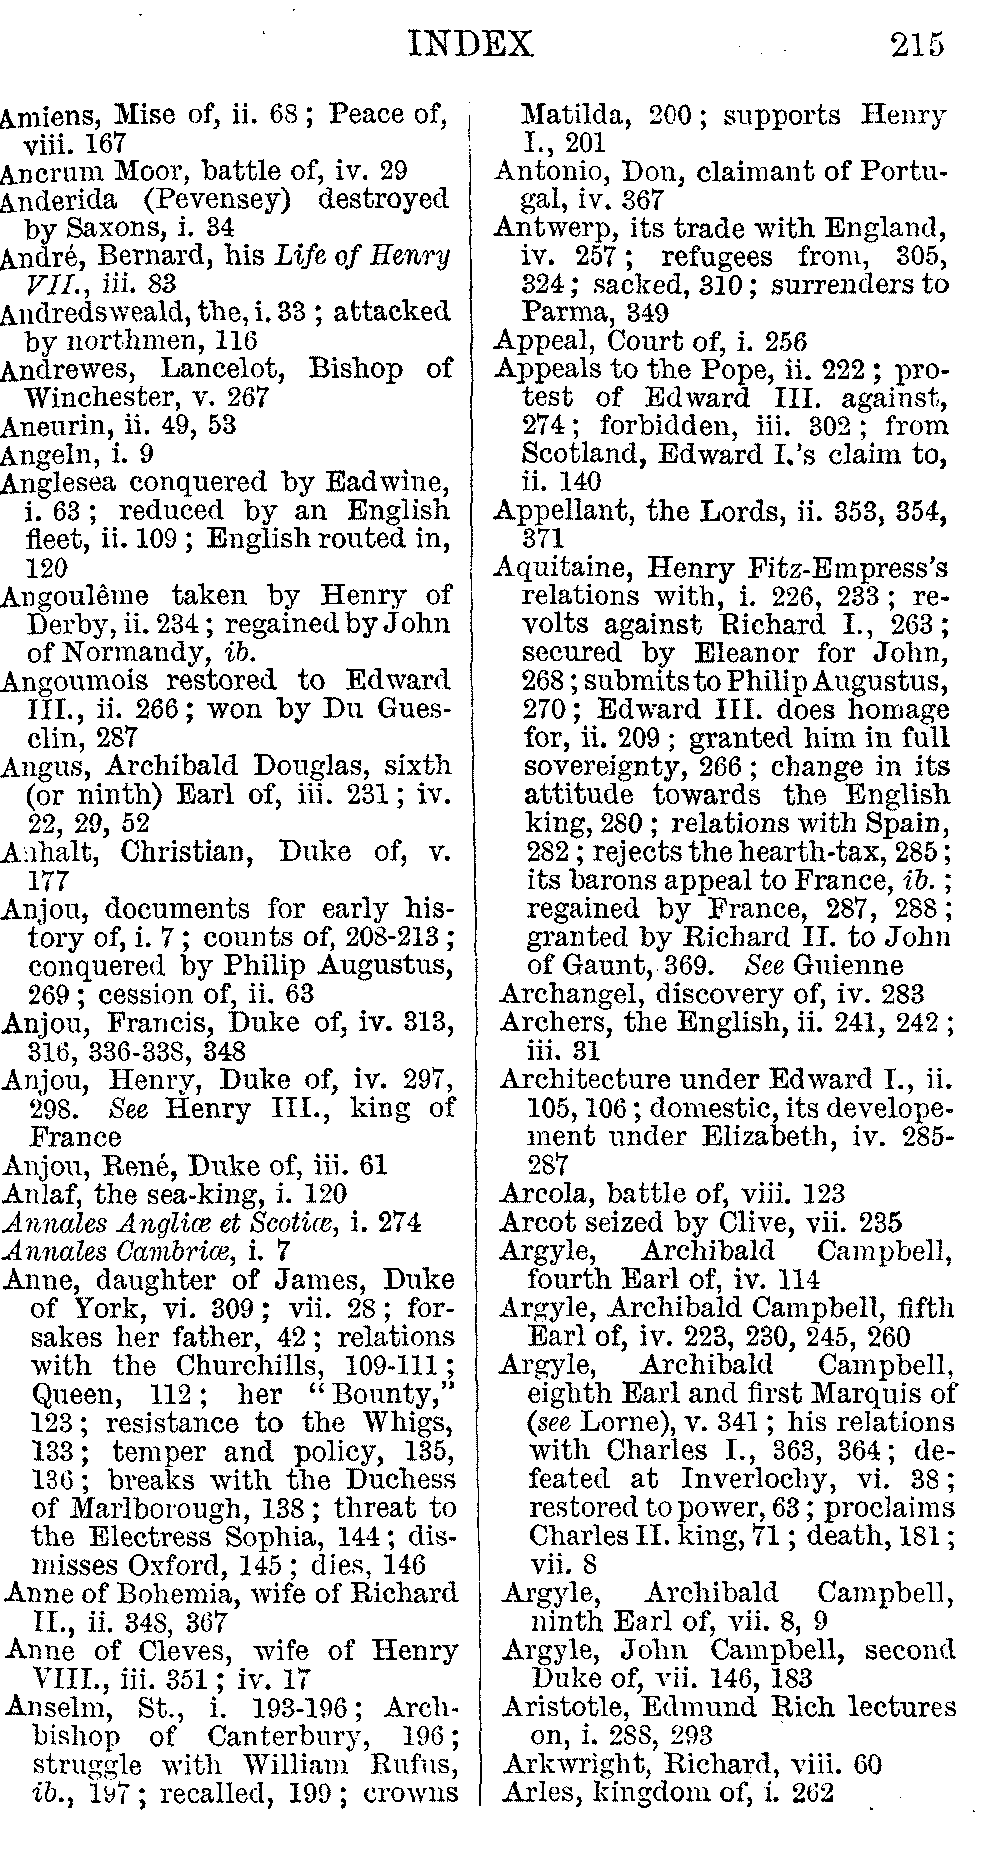 INDEX 215
Amiens, Mise of, ii. 68 ; Peace of,
viii. 167
Ancrum Moor, battle of, iv. 29
Anderida (Pevensey) destroyed
by Saxons, i. 34
André, Bernard, his Life of Henry
VII., iii. 83
Andredsweald, the, i. 33 ; attacked
by northmen, 116
Andrewes, Lancelot, Bishop of
Winchester, v. 267
Aneurin, ii. 49, 53
Angeln, i. 9
Anglesea conquered by Eadwine,
i. 63 ; reduced by an English
fleet, ii. 109 ; English routed in,
120
Angoulême taken by Henry of
Derby, ii. 234 ; regained by John
of Normandy, ib.
Angoumois restored to Edward
III., ii. 266 ; won by Du Gues-
clin, 287
Angus, Archibald Douglas, sixth
(or ninth) Earl of, iii. 231 ; iv.
22, 29, 52
Anhalt, Christian, Duke of, v.
177
Anjou, documents for early his-
tory of, i. 7 ; counts of, 208-213 ;
conquered by Philip Augustus,
269 ; cession of, ii. 63
Anjou, Francis, Duke of, iv. 313,
316, 336-338, 348
Anjou, Henry, Duke of, iv. 297,
298. See Henry III., king of
France
Anjou, René, Duke of, iii. 61
Anlaf, the sea-king, i. 120
Annales Angliæ et Scotiæ, i. 274
Annales Cambriæ, i. 7
Anne, daughter of James, Duke
of York, vi. 309 ; vii. 28 ; for-
sakes her father, 42 ; relations
with the Churchills, 109-111 ;
Queen, 112 ; her "Bounty,"
123 ; resistance to the Whigs,
133 ; temper and policy, 135,
136 ; breaks with the Duchess
of Marlborough, 138 ; threat to
the Electress Sophia, 144 ; dis-
misses Oxford, 145 ; dies, 146
Anne of Bohemia, wife of Richard
II., ii. 348, 367
Anne of Cleves, wife of Henry
VIII., iii. 351 ; iv. 17
Anselm, St., i. 193-196 ; Arch-
bishop of Canterbury, 196 ;
struggle with William Rufus,
ib., 197 ; recalled, 199 ; crowns
Matilda, 200 ; supports Henry
I., 201
Antonio, Don, claimant of Portu-
gal, iv. 367
Antwerp, its trade with England,
iv. 257 ; refugees from, 305,
324 ; sacked, 310 ; surrenders to
Parma, 349
Appeal, Court of, i. 256
Appeals to the Pope, ii. 222 ; pro-
test of Edward III. against,
274 ; forbidden, iii. 302 ; from
Scotland, Edward I.'s claim to,
ii. 140
Appellant, the Lords, ii. 353, 354,
371
Aquitaine, Henry Fitz-Empress's
relations with, i. 226, 233 ; re-
volts against Richard I., 263 ;
secured by Eleanor for John,
268 ; submits to Philip Augustus,
270 ; Edward III. does homage
for, ii. 209 ; granted him in full
sovereignty, 266 ; change in its
attitude towards the English
king, 280 ; relations with Spain,
282 ; rejects the hearth-tax, 285 ;
its barons appeal to France, ib. ;
regained by France, 287, 288 ;
granted by Richard II. to John
of Gaunt, 369. See Guienne
Archangel, discovery of, iv. 283
Archers, the English, ii. 241, 242 ;
iii. 31
Architecture under Edward I., ii.
105, 106 ; domestic, its develope-
ment under Elizabeth, iv. 285-
287
Arcola, battle of, viii. 123
Arcot seized by Clive, vii. 235
Argyle, Archibald Campbell,
fourth Earl of, iv. 114
Argyle, Archibald Campbell, fifth
Earl of, iv. 223, 230, 245, 260
Argyle, Archibald Campbell,
eighth Earl and first Marquis of
(see Lorne), v. 341 ; his relations
with Charles I., 363, 364 ; de-
feated at Inverlochy, vi. 38 ;
restored to power, 63 ; proclaims
Charles II. king, 71 ; death, 181 ;
vii. 8
Argyle, Archibald Campbell,
ninth Earl of, vii. 8, 9
Argyle, John Campbell, second
Duke of, vii. 146, 183
Aristotle, Edmund Rich lectures
on, i. 288, 293
Arkwright, Richard, viii. 60
Arles, kingdom of, i. 262